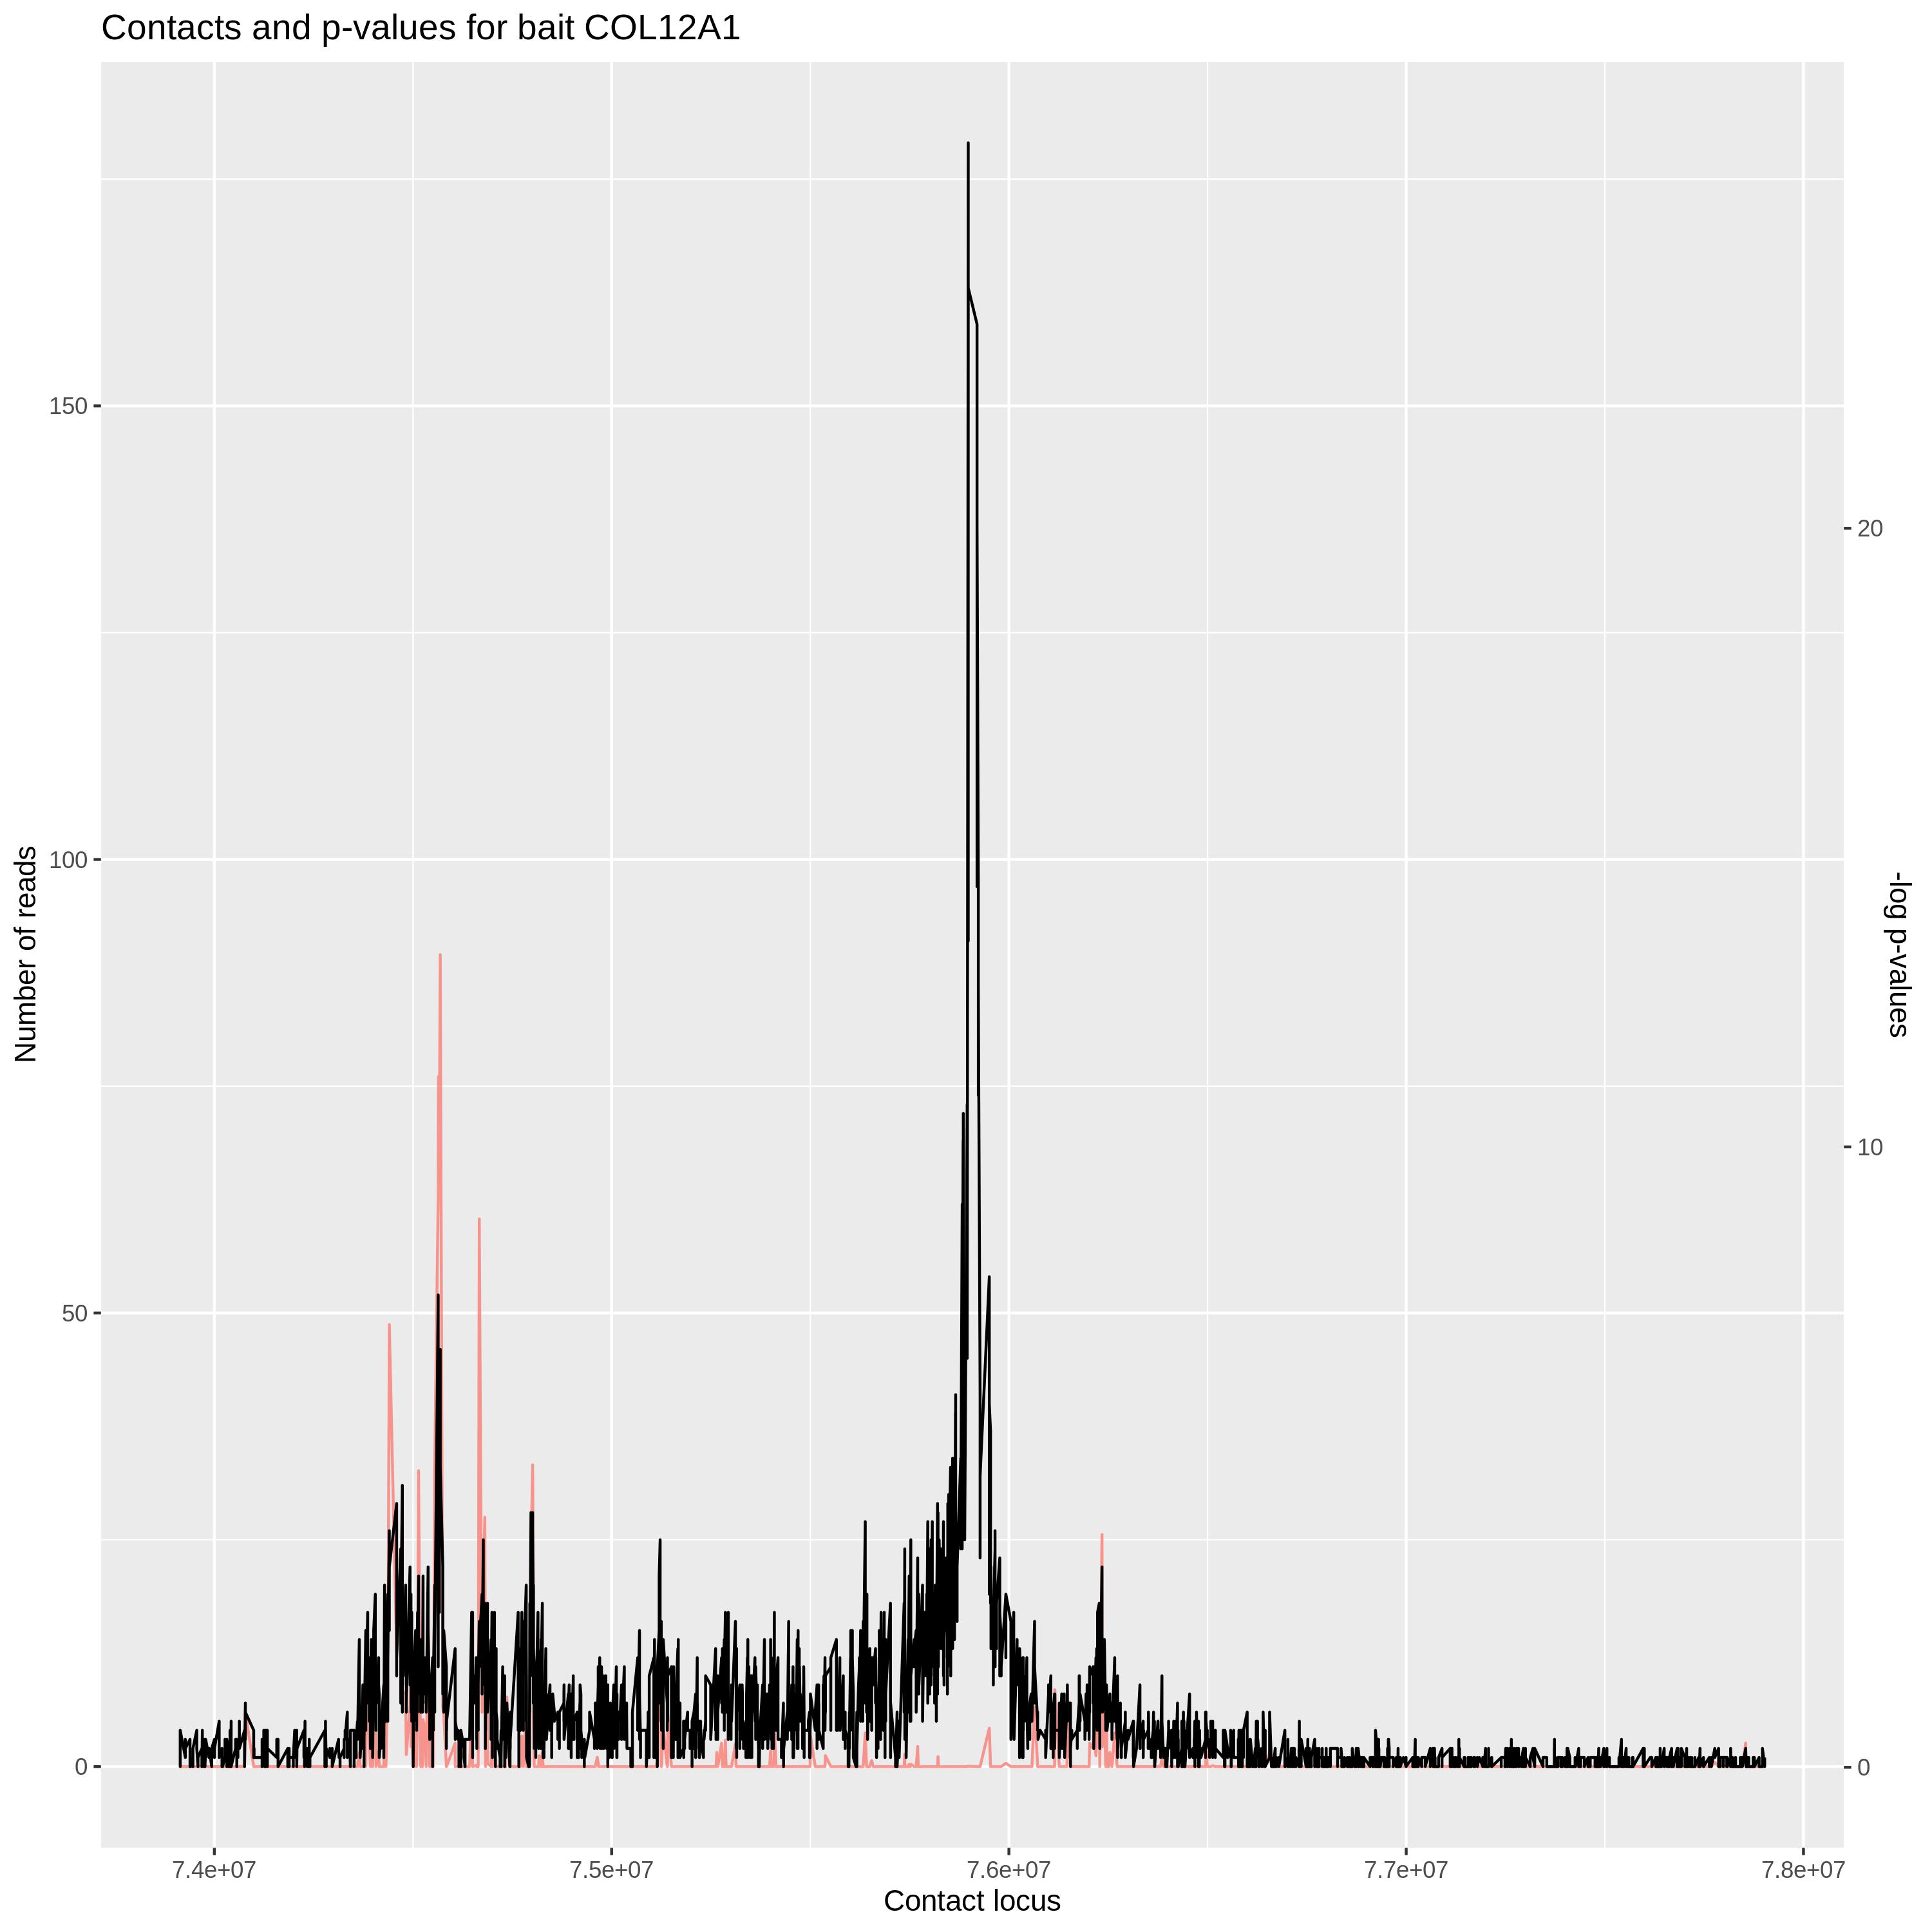 Contacts and p-values for bait COL12A1
150
100
50
0
20
10
0
Number of reads
-log p-values
7.4e+07
7.5e+07
7.6e+07
7.7e+07
7.8e+07
Contact locus